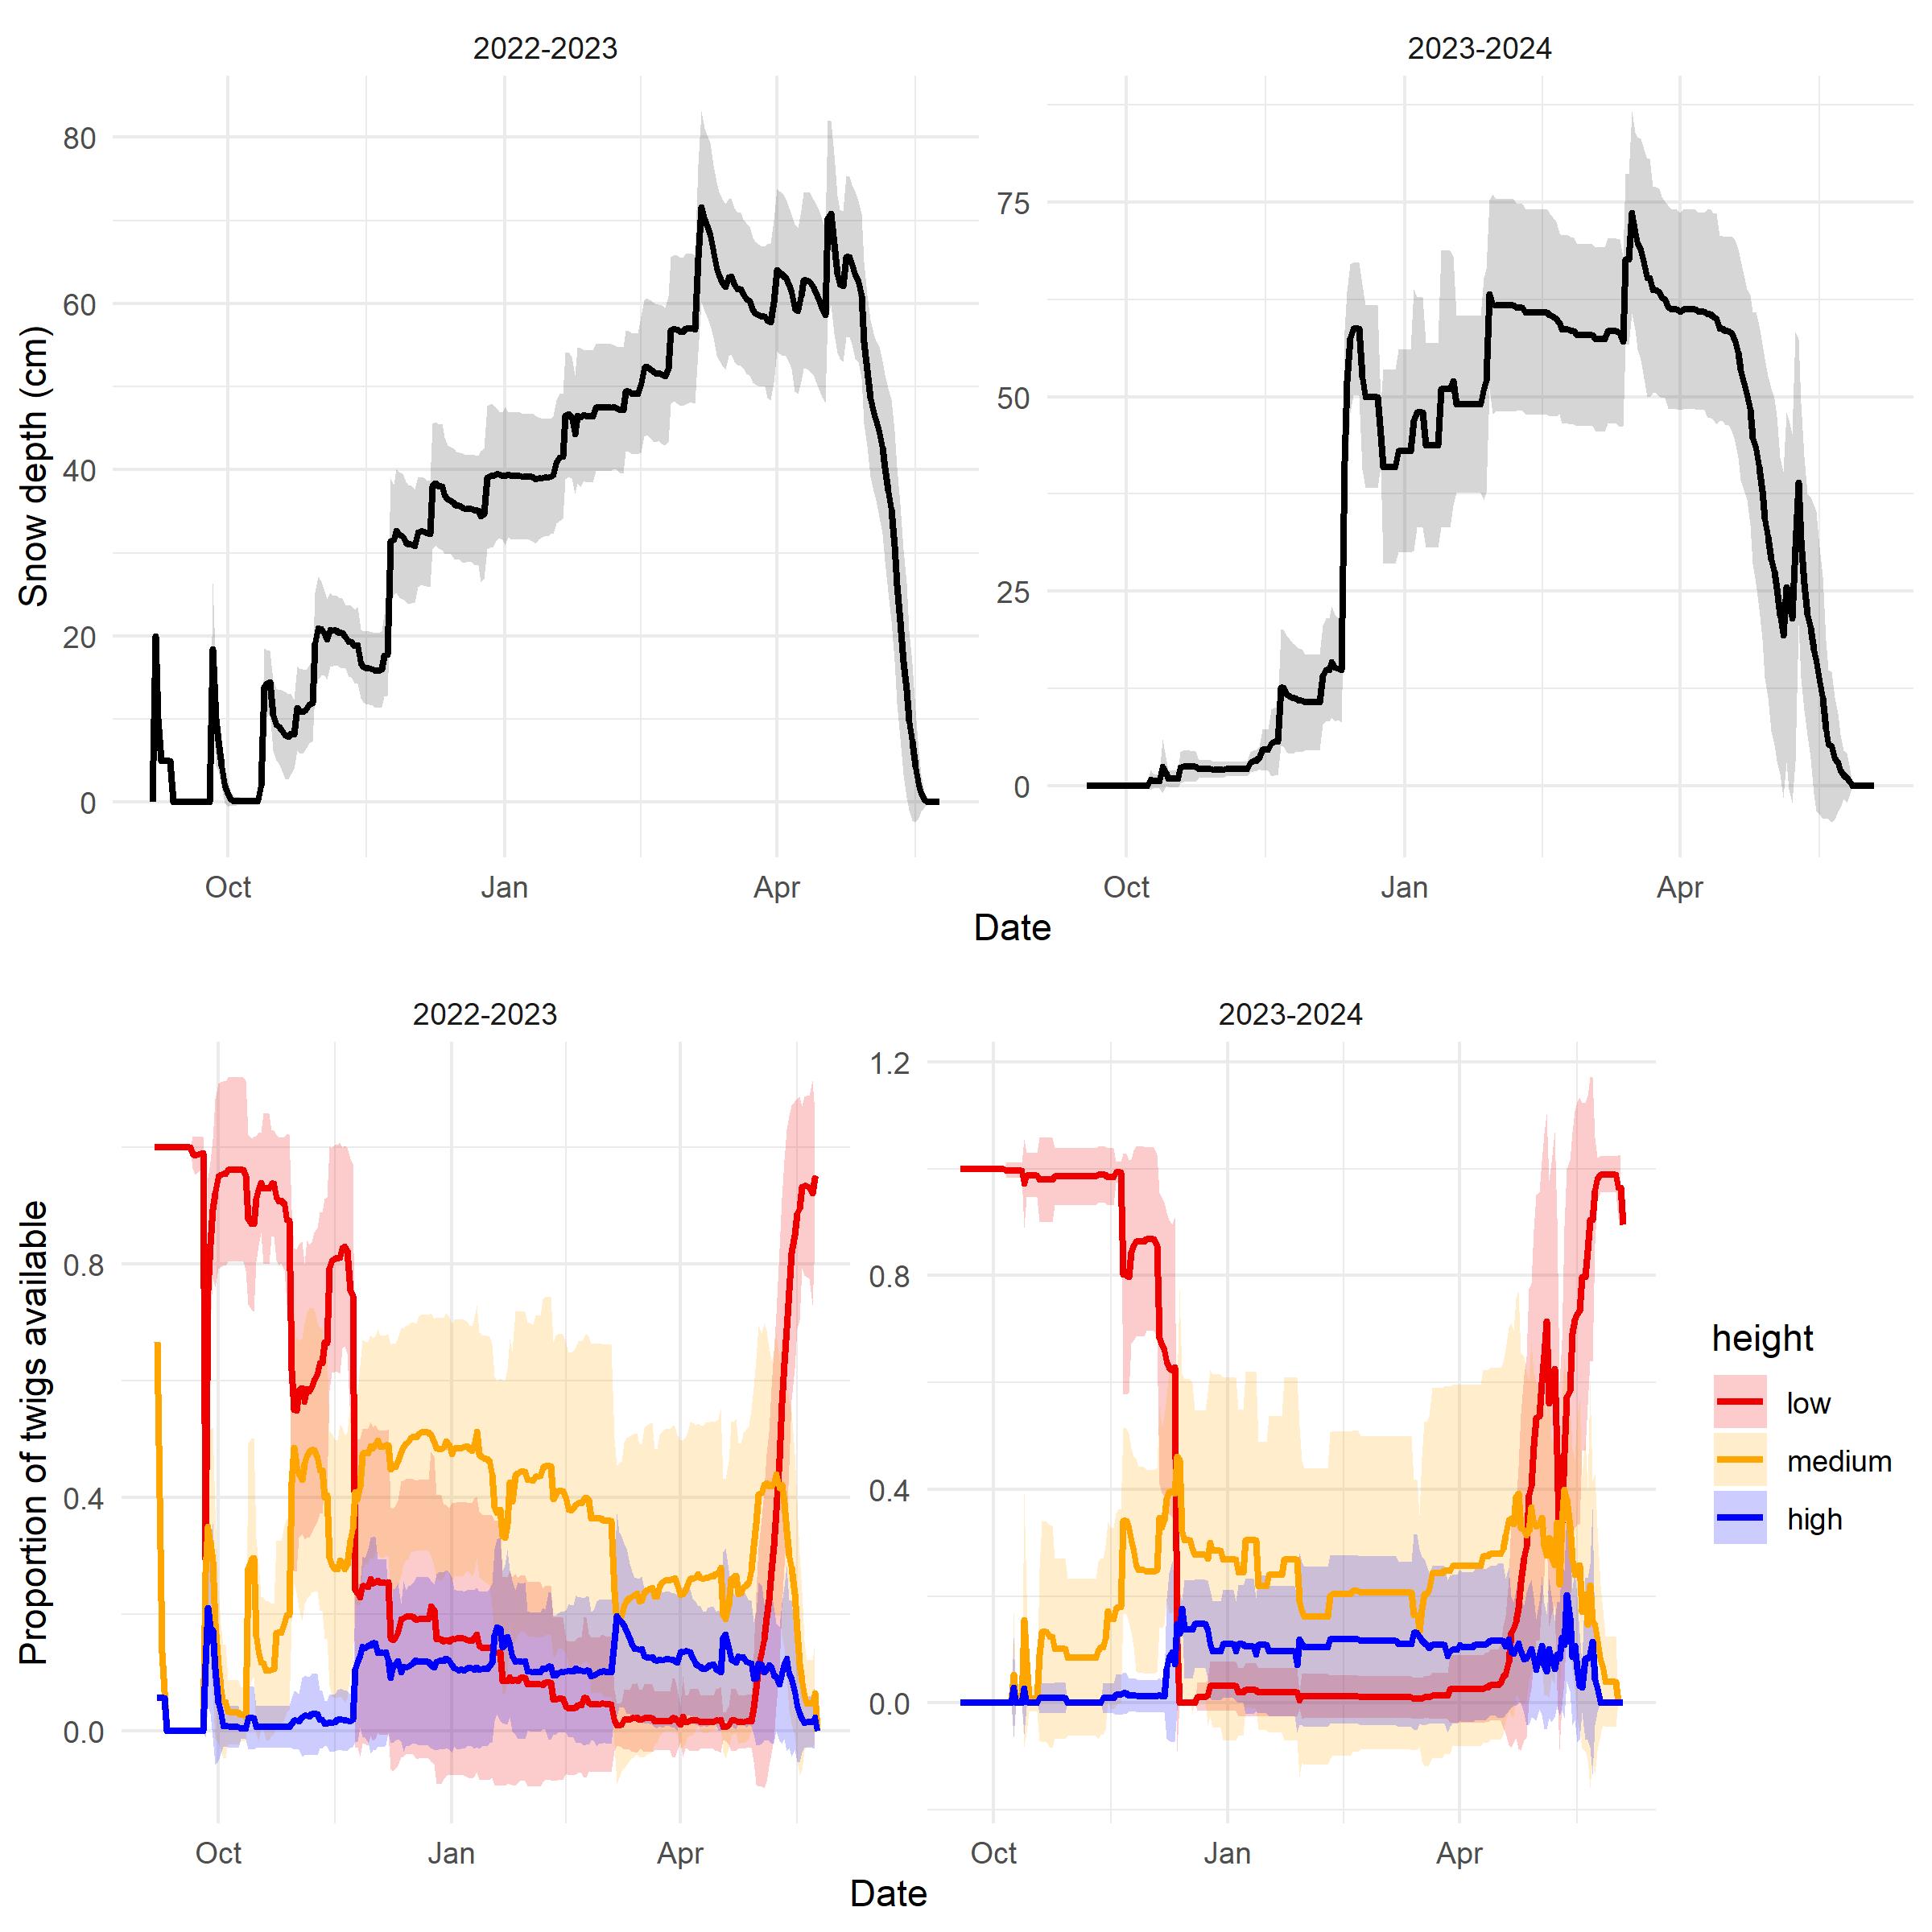 2022-2023 2023-2024
Snow depth (cm)
80
60
40
20
0
75
50
25
0
Oct Jan Apr Oct Jan Apr
Date
2022-2023 2023-2024
Proportion of twigs available
0.8
0.4
0.0
1.2
0.8
0.4
0.0
Oct Jan Apr Oct Jan Apr
Date
height
low
medium
high